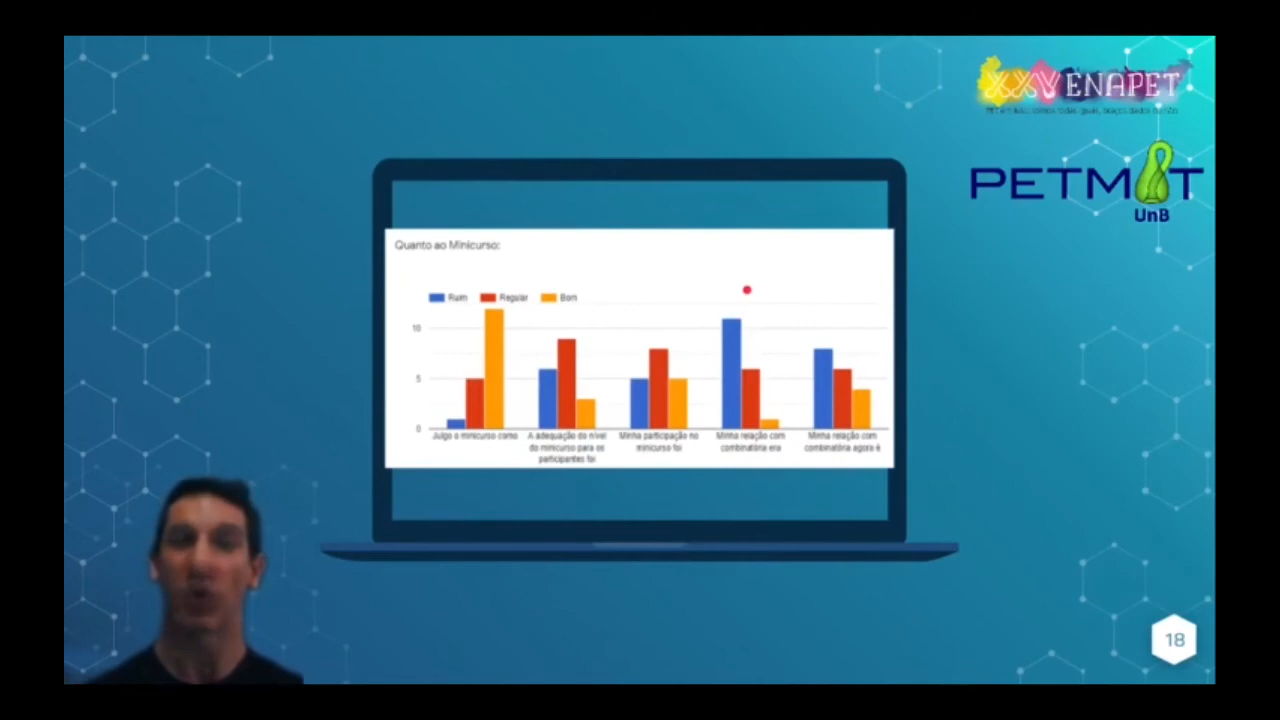 XXV ENAPET
PETMAT
UnB
Quanto ao Minicurso:
Ruim Regular Bom
10
5
0
Julgo o minicurso como
A adequação do nível
do minicurso para os
participantes foi
Minha participação no
minicurso foi
Minha relação com
combinatória era
Minha relação com
combinatória agora é
18